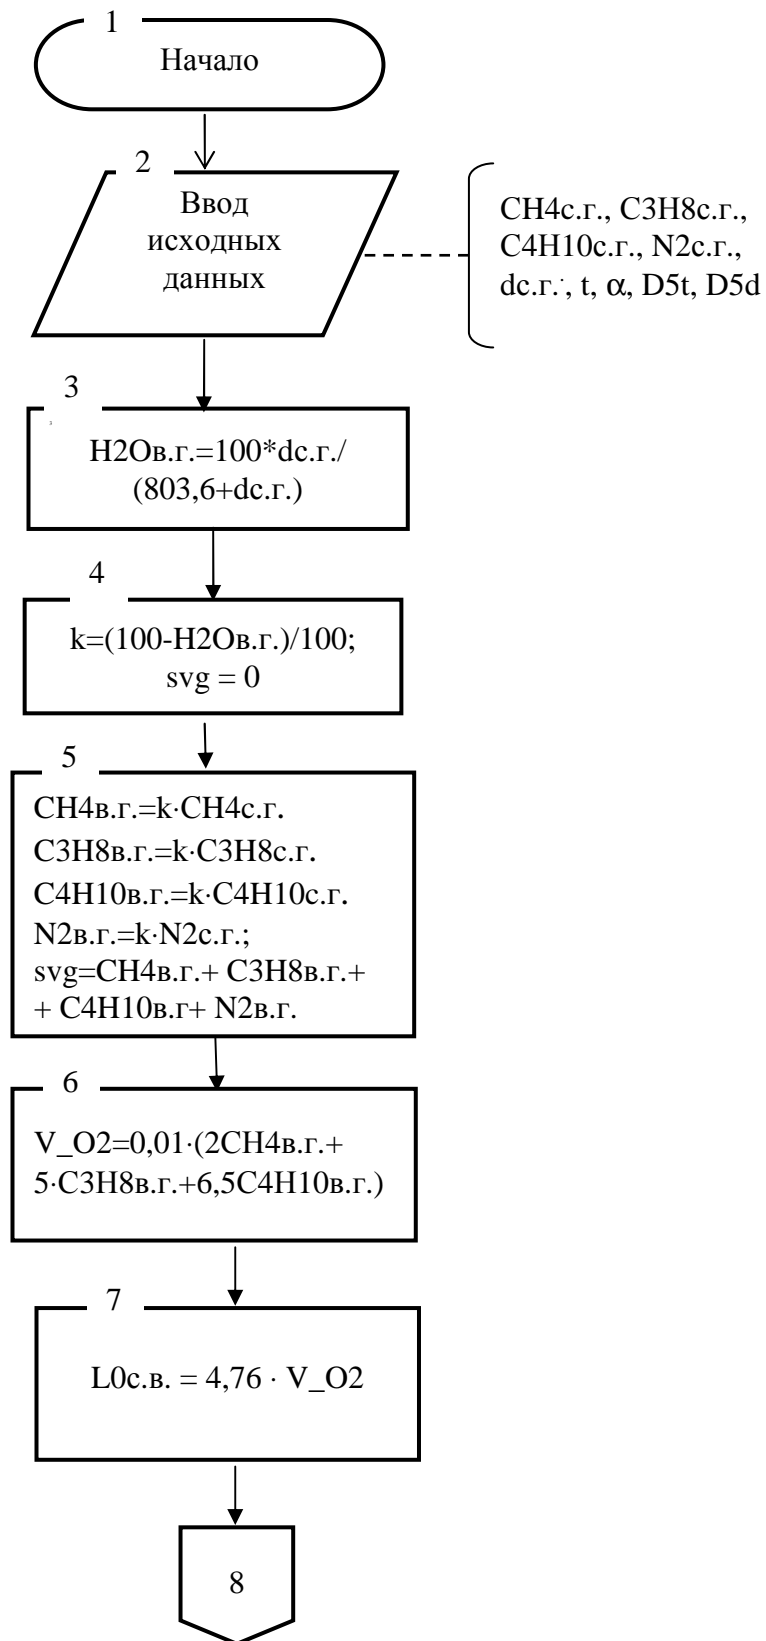 1
Начало
2
Ввод
исходных
данных
CH4с.г., C3H8с.г.,
C4H10с.г., N2с.г.,
dс.г., t, α, D5t, D5d
3
H2Oв.г.=100*dс.г./
(803,6+dс.г.)
4
k=(100-H2Oв.г.)/100;
svg = 0
5
CH4в.г.=k·CH4с.г.
C3H8в.г.=k·C3H8с.г.
C4H10в.г.=k·C4H10с.г.
N2в.г.=k·N2с.г.;
svg=CH4в.г.+ C3H8в.г.+
+ C4H10в.г+ N2в.г.
6
V_O2=0,01·(2CH4в.г.+
5·C3H8в.г.+6,5C4H10в.г.)
7
L0с.в. = 4,76 · V_O2
8